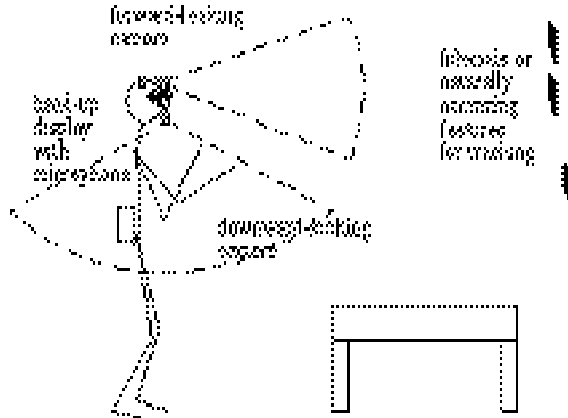 forward-looking
camera
head-up
display
with
fiducials or
naturally
occurring
features
for tracking
downward-looking
camera